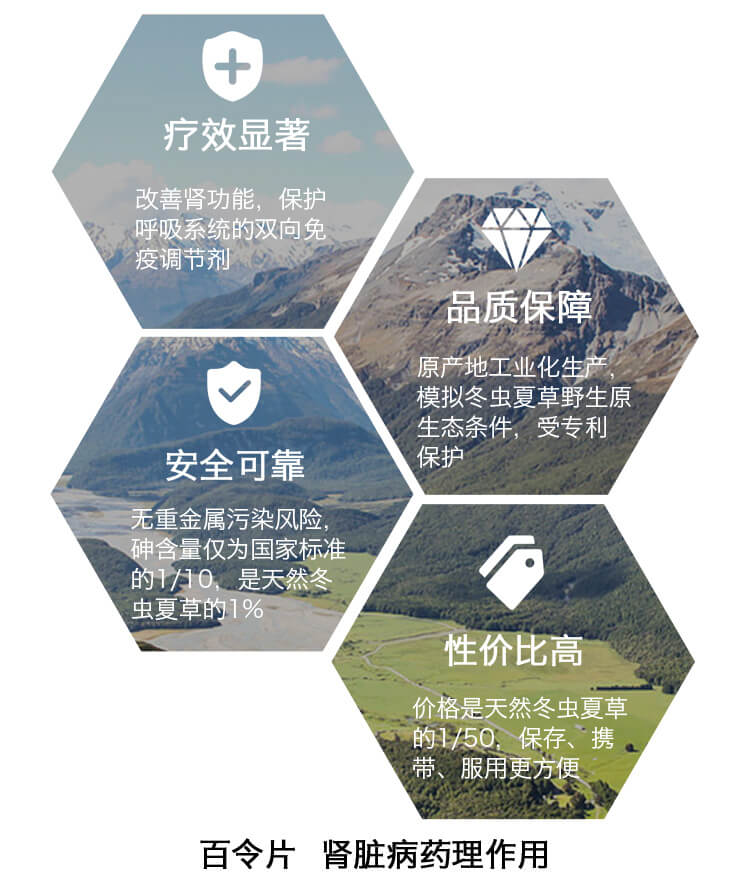 疗效显著
改善肾功能，保护
呼吸系统的双向免
疫调节剂
品质保障
原产地工业化生产，
模拟冬虫夏草野生原
生态条件，受专利
保护
安全可靠
无重金属污染风险，
砷含量仅为国家标准
的1/10，是天然冬
虫夏草的1%
性价比高
价格是天然冬虫夏草
的1/50，保存、携
带、服用更方便
百令片 肾脏病药理作用